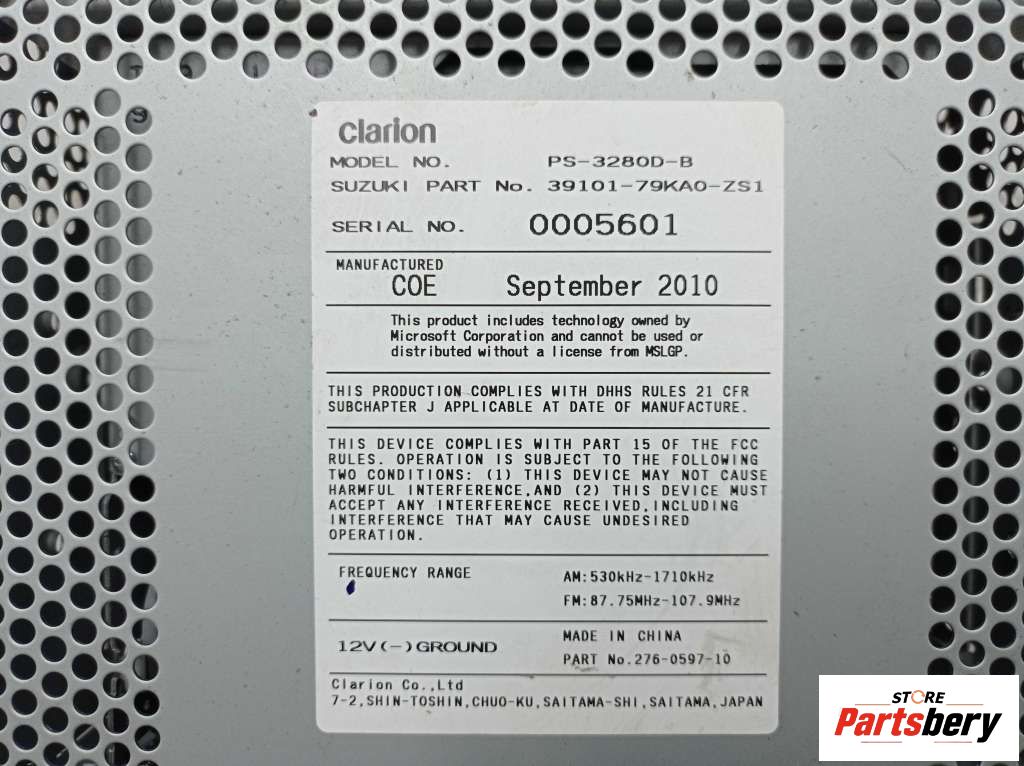 clarion
MODEL NO. PS-3280D-B
SUZUKI PART No. 39101-79KA0-ZS1
SERIAL NO. 0005601
MANUFACTURED
COE September 2010
This product includes technology owned by
Microsoft Corporation and cannot be used or
distributed without a license from MSLGP.
THIS PRODUCTION COMPLIES WITH DHHS RULES 21 CFR
SUBCHAPTER J APPLICABLE AT DATE OF MANUFACTURE.
THIS DEVICE COMPLIES WITH PART 15 OF THE FCC
RULES. OPERATION IS SUBJECT TO THE FOLLOWING
TWO CONDITIONS: (1) THIS DEVICE MAY NOT CAUSE
HARMFUL INTERFERENCE,AND (2) THIS DEVICE MUST
ACCEPT ANY INTERFERENCE RECEIVED,INCLUDING
INTERFERENCE THAT MAY CAUSE UNDESIRED
OPERATION.
FREQUENCY RANGE AM:530kHz-1710kHz
FM:87.75MHz-107.9MHz
12V(-)GROUND MADE IN CHINA
PART No.276-0597-10
Clarion Co.,Ltd
7-2,SHIN-TOSHIN,CHUO-KU,SAITAMA-SHI,SAITAMA,JAPAN
STORE
Partsbery